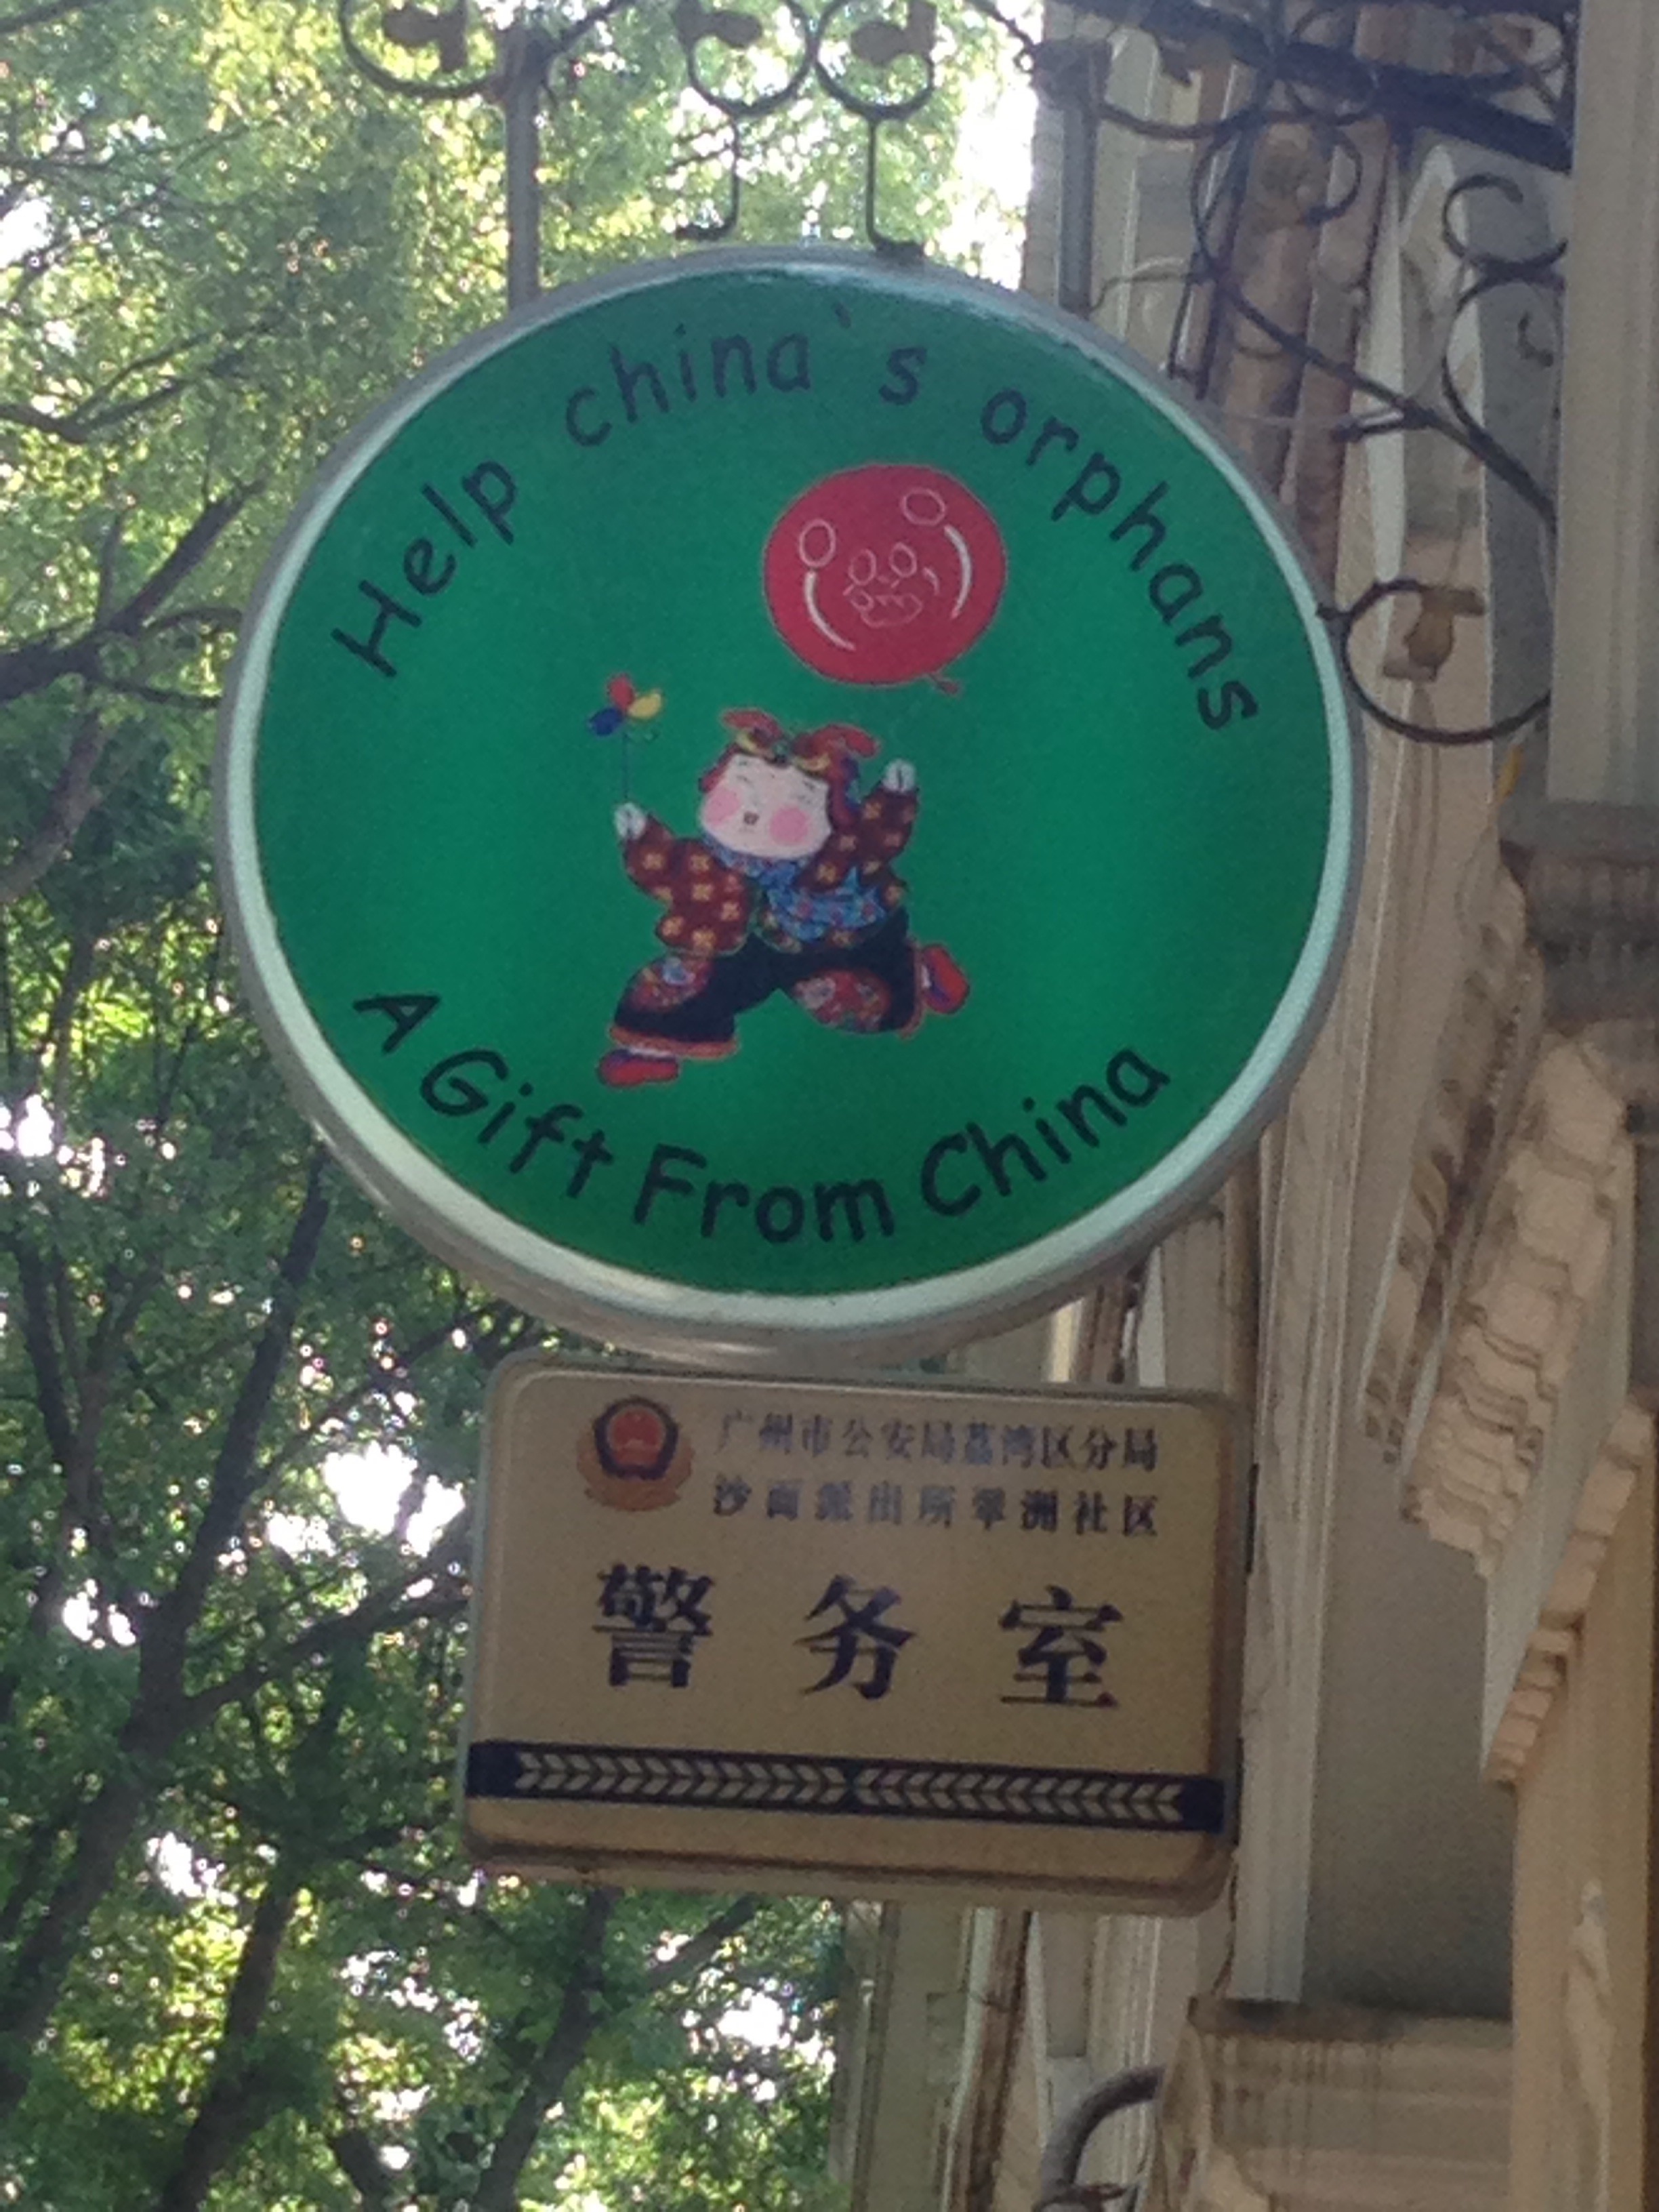 Help china`s orphans
A Gift From China
广州市公安局荔湾区分局
沙面派出所翠洲社区
警务室